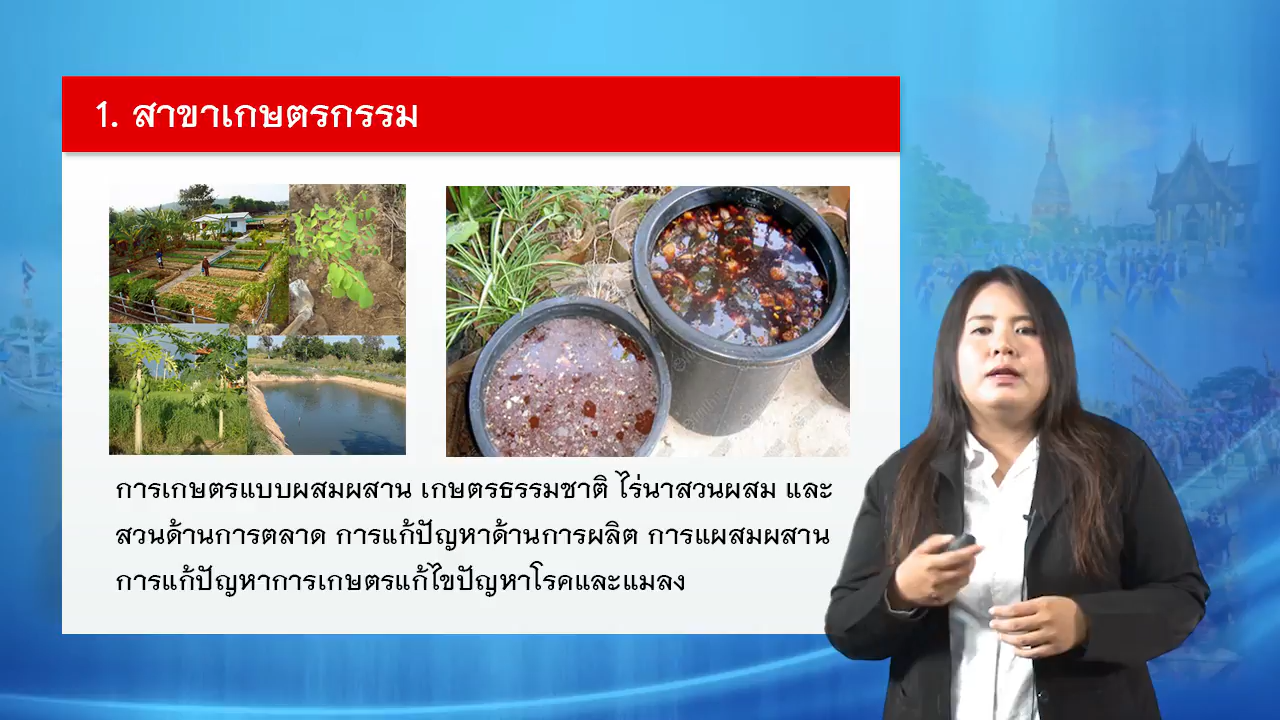 1. สาขาเกษตรกรรม
การเกษตรแบบผสมผสาน เกษตรธรรมชาติ ไร่นาสวนผสม และ
สวนด้านการตลาด การแก้ปัญหาด้านการผลิต การแผสมผสาน
การแก้ปัญหาการเกษตรแก้ไขปัญหาโรคและแมลง